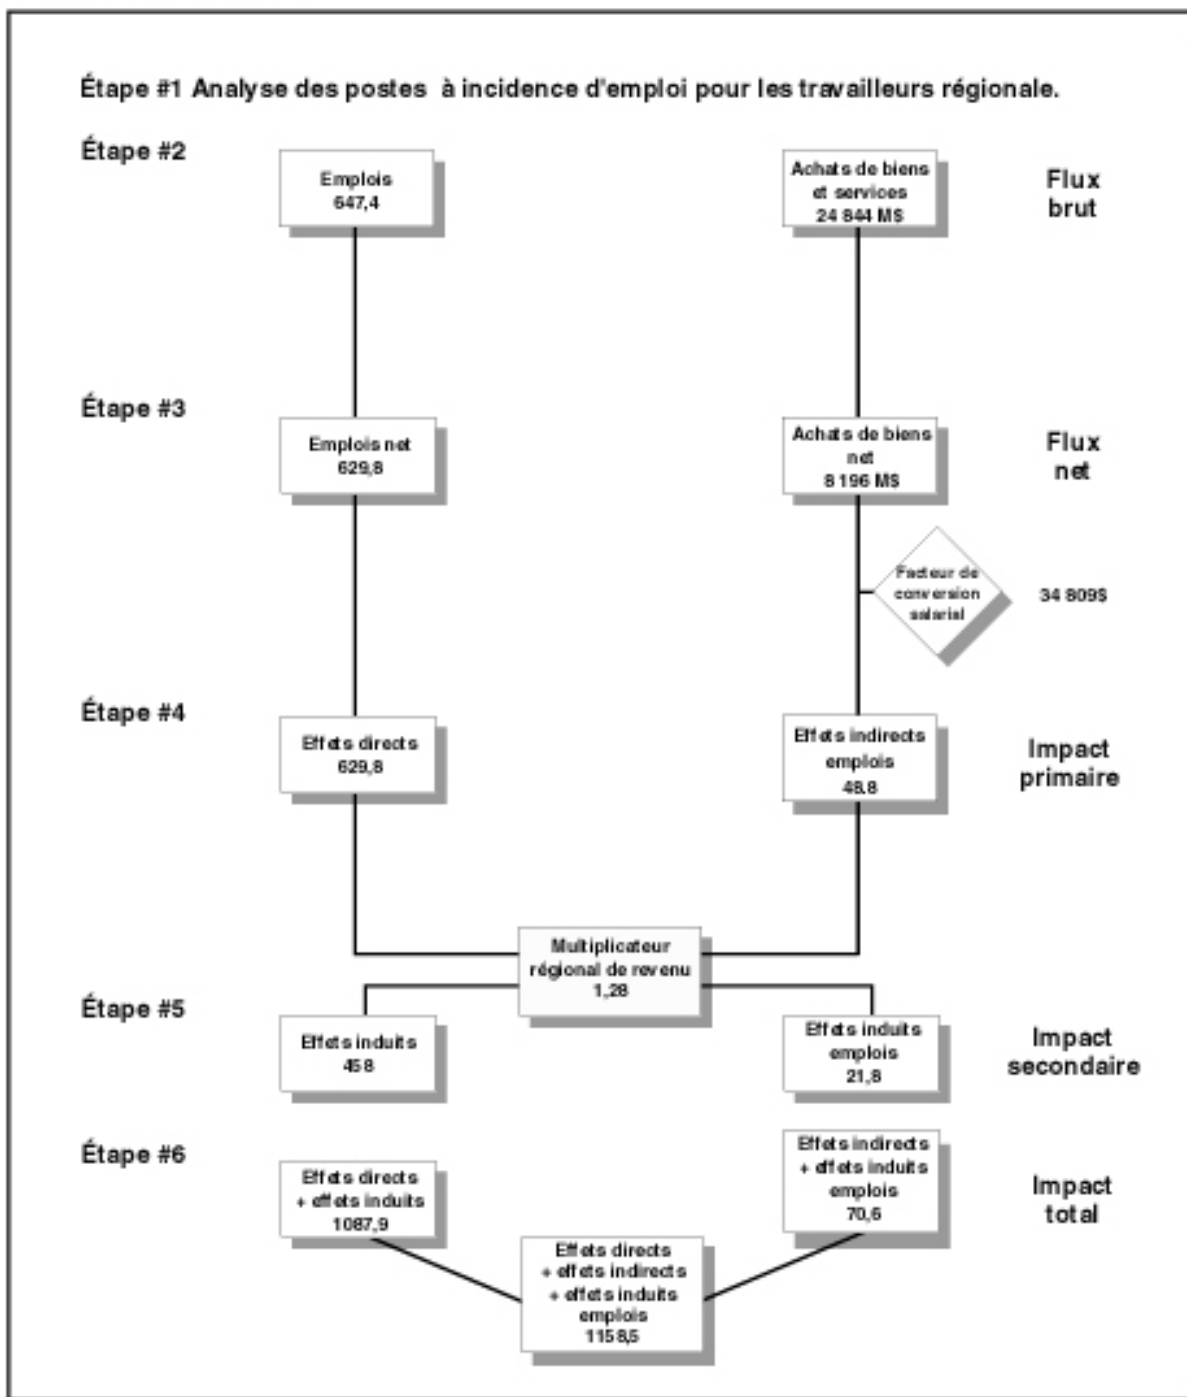 Étape #1 Analyse des postes à incidence d'emploi pour les travailleurs régionale.
Étape #2
Emplois
647,4
Achats de biens
et services
24 844 M$
Flux
brut
Étape #3
Emplois net
629,8
Achats de biens
net
8 196 M$
Flux
net
Facteur de
conversion
salarial
34 809$
Étape #4
Effets directs
629,8
Effets indirects
emplois
48.8
Impact
primaire
Multiplicateur
régional de revenu
1,28
Étape #5
Effets induits
458
Effets induits
emplois
21,8
Impact
secondaire
Étape #6
Effets directs
+ effets induits
1087,9
Effets indirects
+ effets induits
emplois
70,6
Impact
total
Effets directs
+ effets indirects
+ effets induits
emplois
1158,5